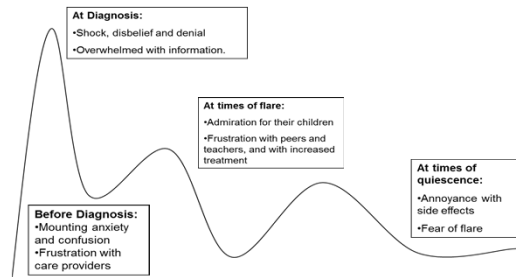 At Diagnosis:
•Shock, disbelief and denial
•Overwhelmed with information.
At times of flare:
•Admiration for their children
•Frustration with peers and
teachers, and with increased
treatment
At times of
quiescence:
•Annoyance with
side effects
•Fear of flare
Before Diagnosis:
•Mounting anxiety
and confusion
•Frustration with
care providers